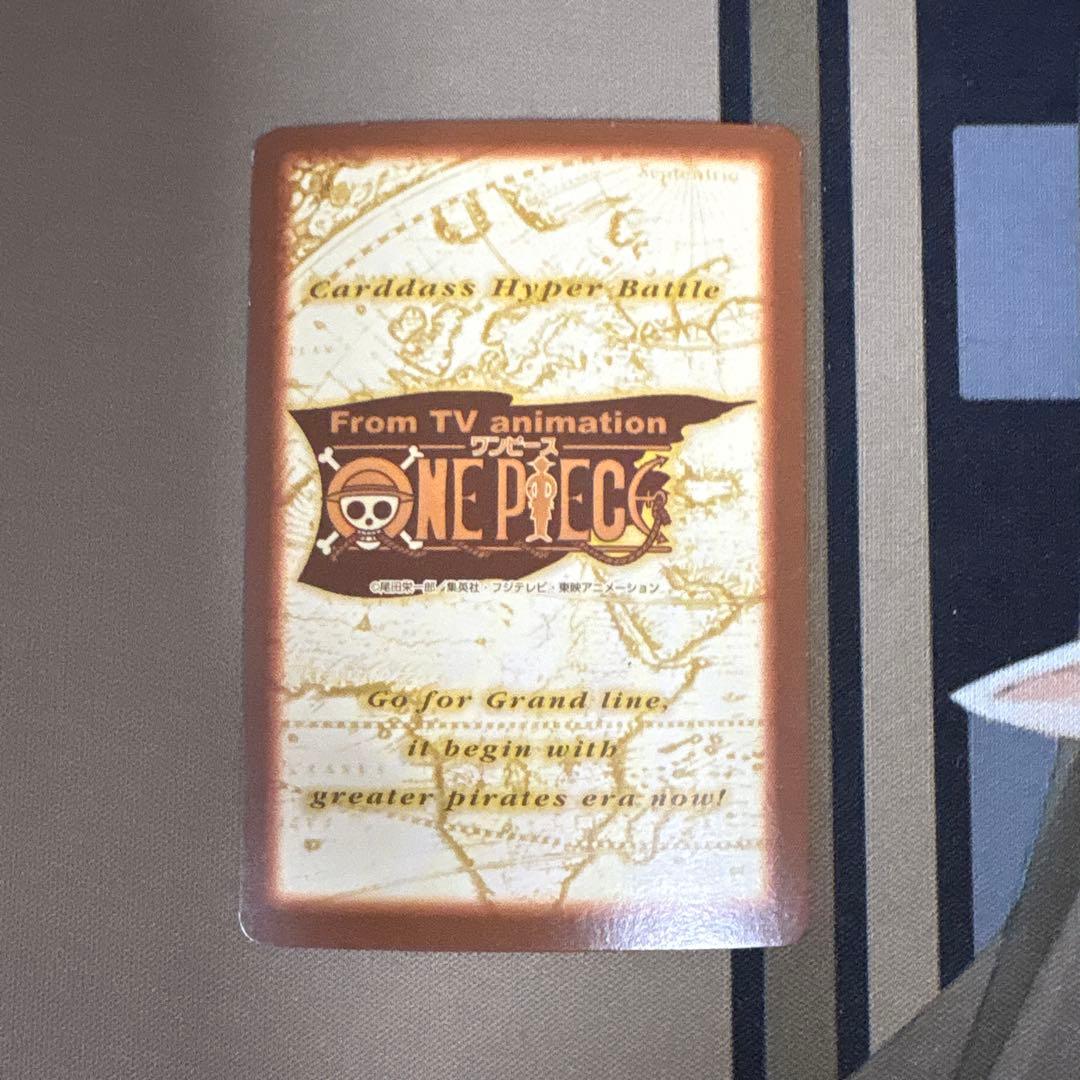 Septentrio
Carddass Hyper Battle
From TV animation
ワンピース
ONE PIECE
©尾田栄一郎／集英社・フジテレビ・東映アニメーション
Go for Grand line,
it begin with
greater pirates era now!